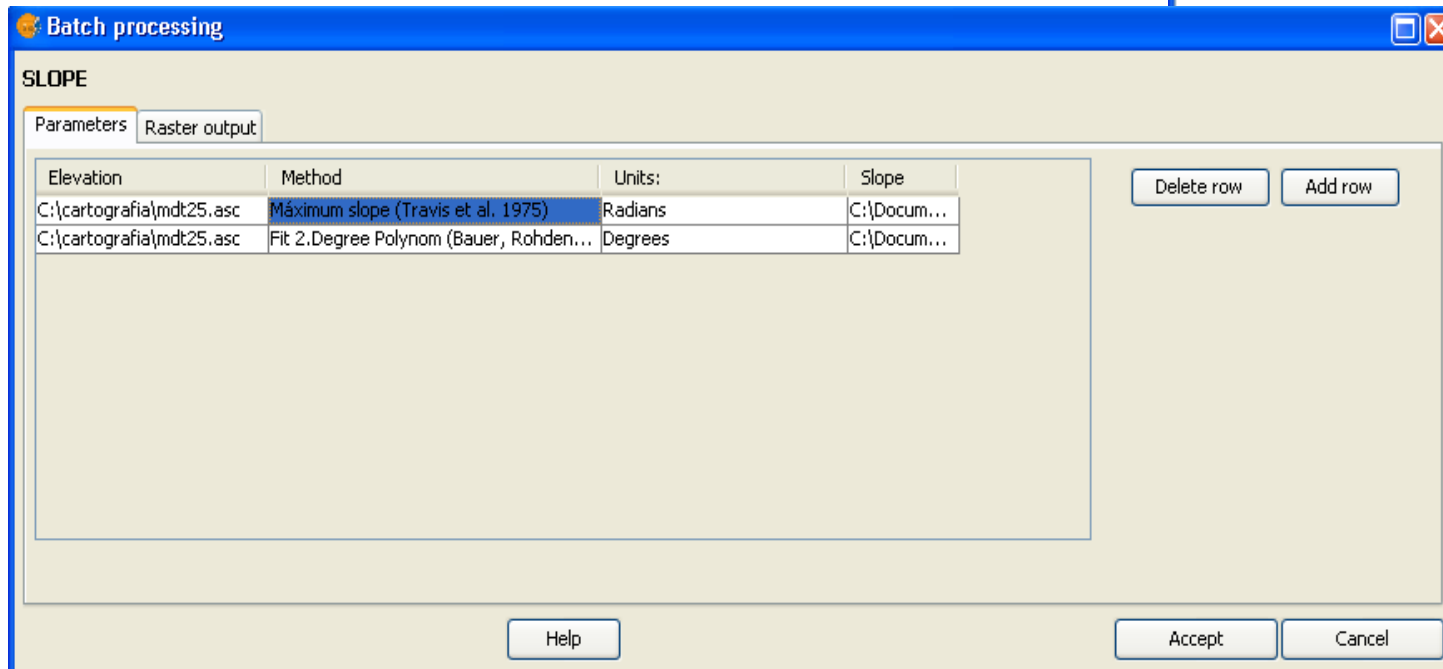 Batch processing
SLOPE
Parameters Raster output
Elevation Method Units: Slope
C:\cartografia\mdt25.asc Máximum slope (Travis et al. 1975) Radians C:\Docum...
C:\cartografia\mdt25.asc Fit 2.Degree Polynom (Bauer, Rohden... Degrees C:\Docum...
Delete row Add row
Help Accept Cancel